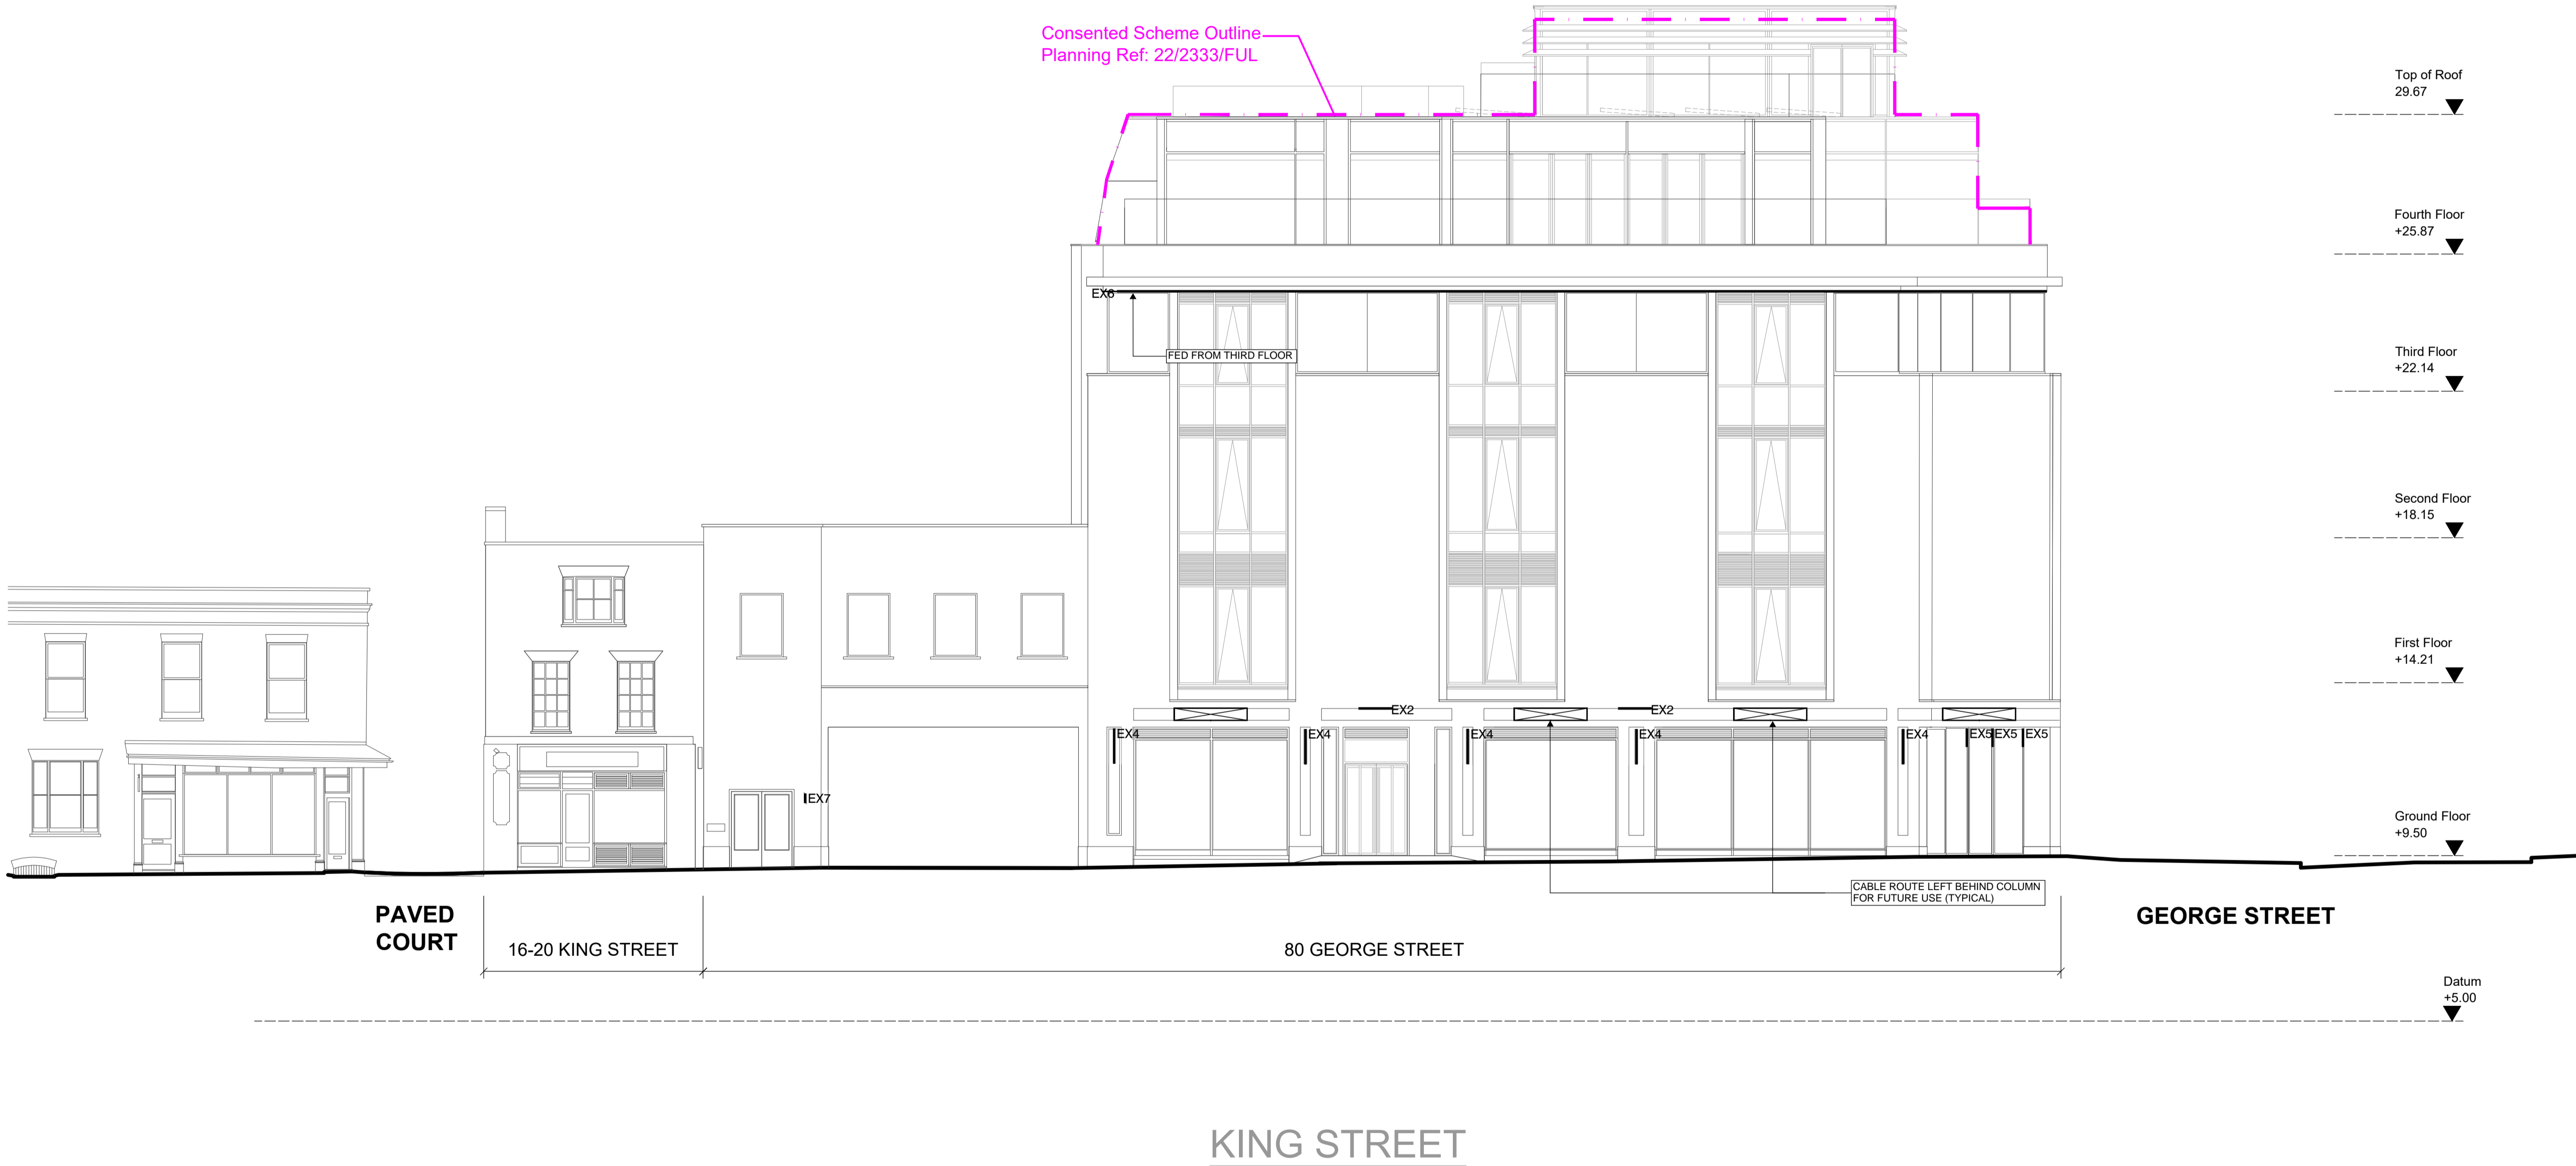 Consented Scheme Outline
Planning Ref: 22/2333/FUL
Top of Roof
29.67
Fourth Floor
+25.87
EX6
FED FROM THIRD FLOOR
Third Floor
+22.14
Second Floor
+18.15
First Floor
+14.21
EX2
EX2
EX4
EX4
EX4
EX4
EX4
EX5
EX5
EX5
EX7
Ground Floor
+9.50
CABLE ROUTE LEFT BEHIND COLUMN
FOR FUTURE USE (TYPICAL)
PAVED
COURT
GEORGE STREET
16-20 KING STREET
80 GEORGE STREET
Datum
+5.00
KING STREET